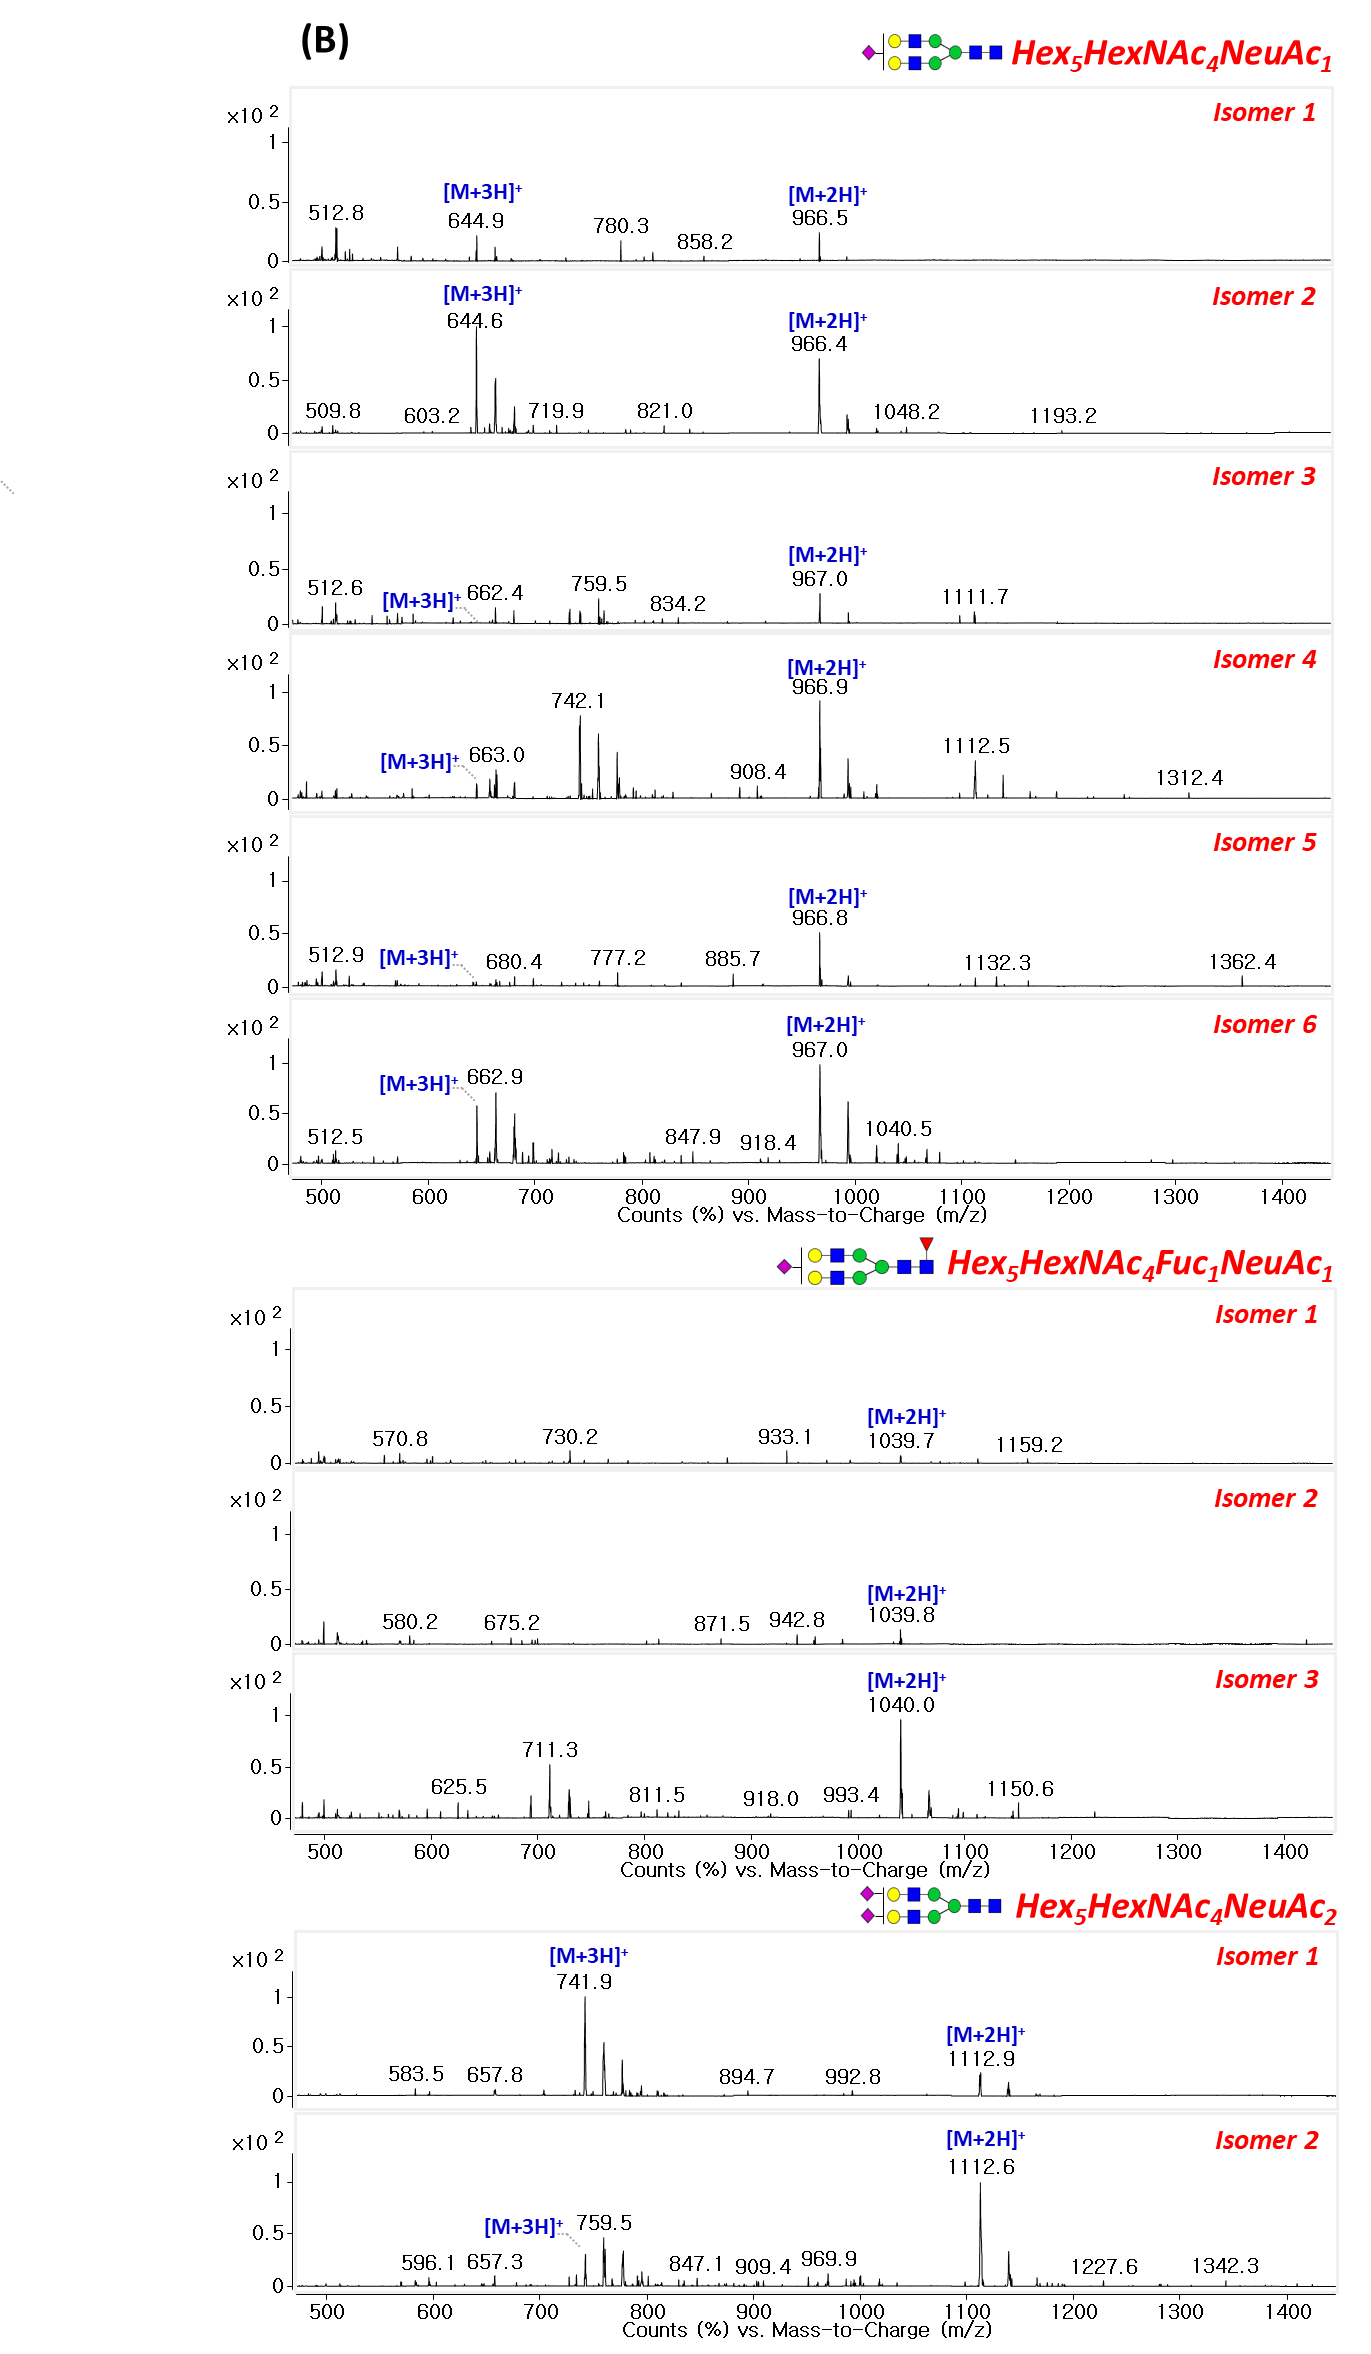 (B)
Hex5HexNAc4NeuAc1
Isomer 1
×10 2
1
0.5
0
[M+3H]+
[M+2H]+
512.8 644.9 780.3 858.2 966.5
Isomer 2
×10 2
1
0.5
0
[M+3H]+
[M+2H]+
509.8 603.2 644.6 719.9 821.0 966.4 1048.2 1193.2
Isomer 3
×10 2
1
0.5
0
[M+3H]+
[M+2H]+
512.6 662.4 759.5 834.2 967.0 1111.7
Isomer 4
×10 2
1
0.5
0
[M+3H]+
[M+2H]+
663.0 742.1 908.4 966.9 1112.5 1312.4
Isomer 5
×10 2
1
0.5
0
[M+3H]+
[M+2H]+
512.9 680.4 777.2 885.7 966.8 1132.3 1362.4
Isomer 6
×10 2
1
0.5
0
[M+3H]+
[M+2H]+
512.5 662.9 847.9 918.4 967.0 1040.5
500 600 700 800 900 1000 1100 1200 1300 1400
Counts (%) vs. Mass-to-Charge (m/z)
Hex5HexNAc4Fuc1NeuAc1
Isomer 1
×10 2
1
0.5
0
[M+2H]+
570.8 730.2 933.1 1039.7 1159.2
Isomer 2
×10 2
1
0.5
0
[M+2H]+
580.2 675.2 871.5 942.8 1039.8
Isomer 3
×10 2
1
0.5
0
[M+2H]+
625.5 711.3 811.5 918.0 993.4 1040.0 1150.6
500 600 700 800 900 1000 1100 1200 1300 1400
Counts (%) vs. Mass-to-Charge (m/z)
Hex5HexNAc4NeuAc2
Isomer 1
×10 2
1
0.5
0
[M+3H]+
[M+2H]+
583.5 657.8 741.9 894.7 992.8 1112.9
Isomer 2
×10 2
1
0.5
0
[M+3H]+
[M+2H]+
596.1 657.3 759.5 847.1 909.4 969.9 1112.6 1227.6 1342.3
500 600 700 800 900 1000 1100 1200 1300 1400
Counts (%) vs. Mass-to-Charge (m/z)